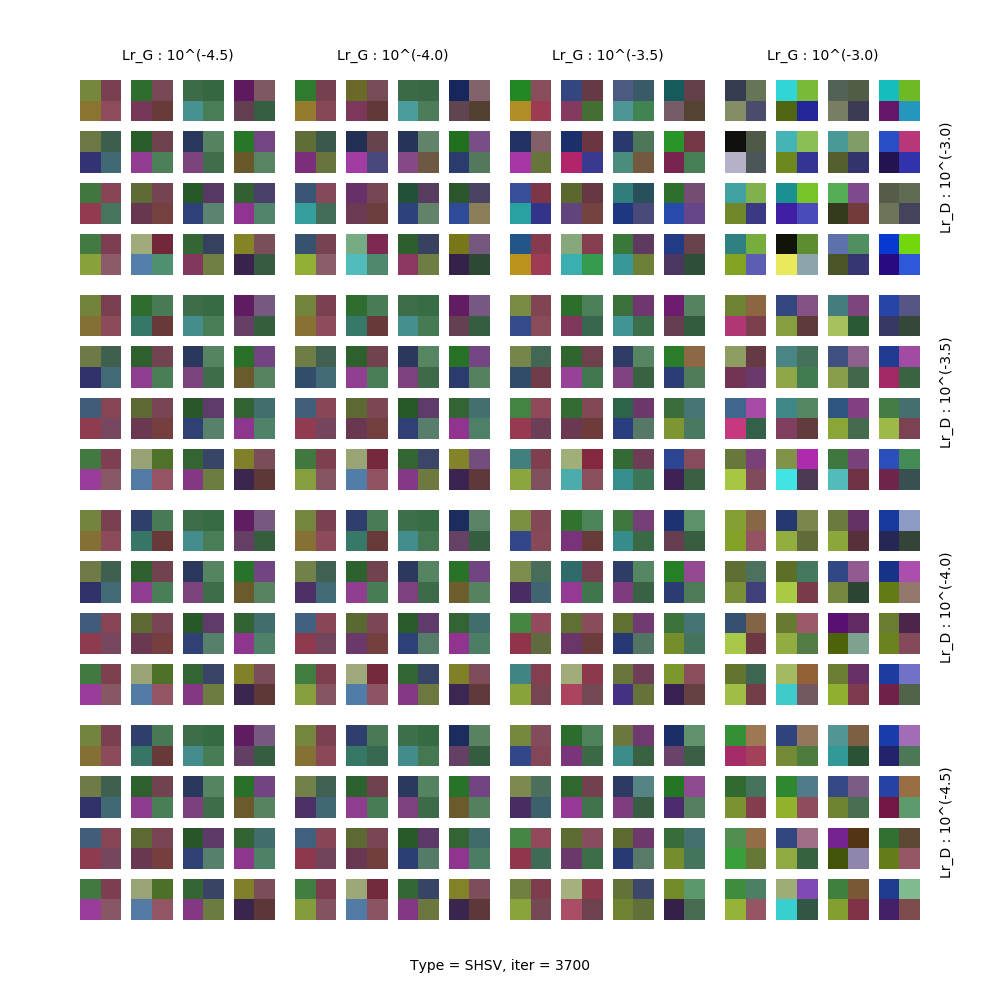 Lr_G : 10^(-4.5)
Lr_G : 10^(-4.0)
Lr_G : 10^(-3.5)
Lr_G : 10^(-3.0)
Lr_D : 10^(-3.0)
Lr_D : 10^(-3.5)
Lr_D : 10^(-4.0)
Lr_D : 10^(-4.5)
Type = SHSV, iter = 3700